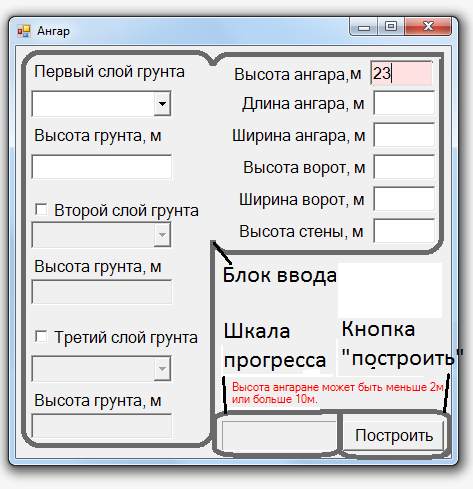 Ангар
Первый слой грунта
Высота грунта, м
Второй слой грунта
Высота грунта, м
Третий слой грунта
Высота грунта, м
Высота ангара,м 23
Длина ангара, м
Ширина ангара, м
Высота ворот, м
Ширина ворот, м
Высота стены, м
Блок ввода
Шкала
прогресса
Кнопка
"построить"
Высота ангаране может быть меньше 2м
или больше 10м.
Построить